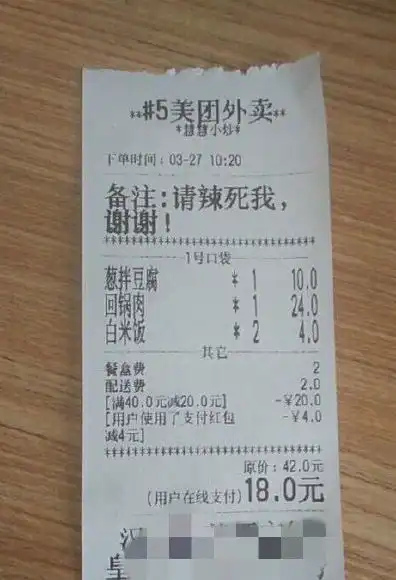 **#5美团外卖**
*慧慧小炒*
下单时间：03-27 10:20
备注:请辣死我，
谢谢！
********************************
1号口袋
葱拌豆腐 * 1 10.0
回锅肉 * 1 24.0
白米饭 * 2 4.0
其它
餐盒费 2
配送费 2.0
[满40.0元减20.0元] -￥20.0
[用户使用了支付红包 -￥4.0
减4元]
********************************
原价：42.0元
(用户在线支付)18.0元